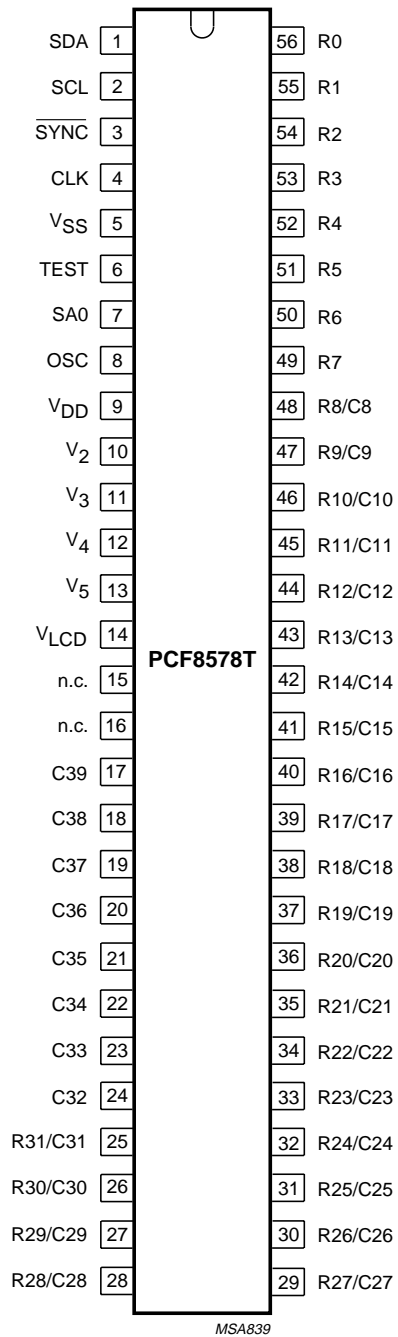 SDA 1 56 R0
SCL 2 55 R1
SYNC 3 54 R2
CLK 4 53 R3
VSS 5 52 R4
TEST 6 51 R5
SA0 7 50 R6
OSC 8 49 R7
VDD 9 48 R8/C8
V2 10 47 R9/C9
V3 11 46 R10/C10
V4 12 45 R11/C11
V5 13 44 R12/C12
VLCD 14 43 R13/C13
PCF8578T
n.c. 15 42 R14/C14
n.c. 16 41 R15/C15
C39 17 40 R16/C16
C38 18 39 R17/C17
C37 19 38 R18/C18
C36 20 37 R19/C19
C35 21 36 R20/C20
C34 22 35 R21/C21
C33 23 34 R22/C22
C32 24 33 R23/C23
R31/C31 25 32 R24/C24
R30/C30 26 31 R25/C25
R29/C29 27 30 R26/C26
R28/C28 28 29 R27/C27
MSA839